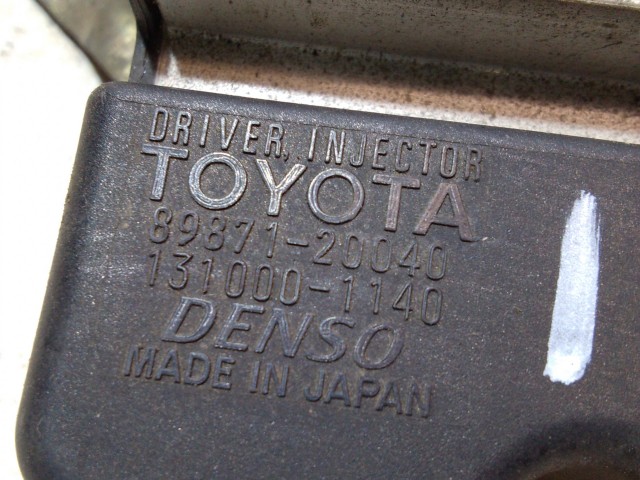 DRIVER, INJECTOR
TOYOTA
89871-20040
131000-1140
DENSO
MADE IN JAPAN